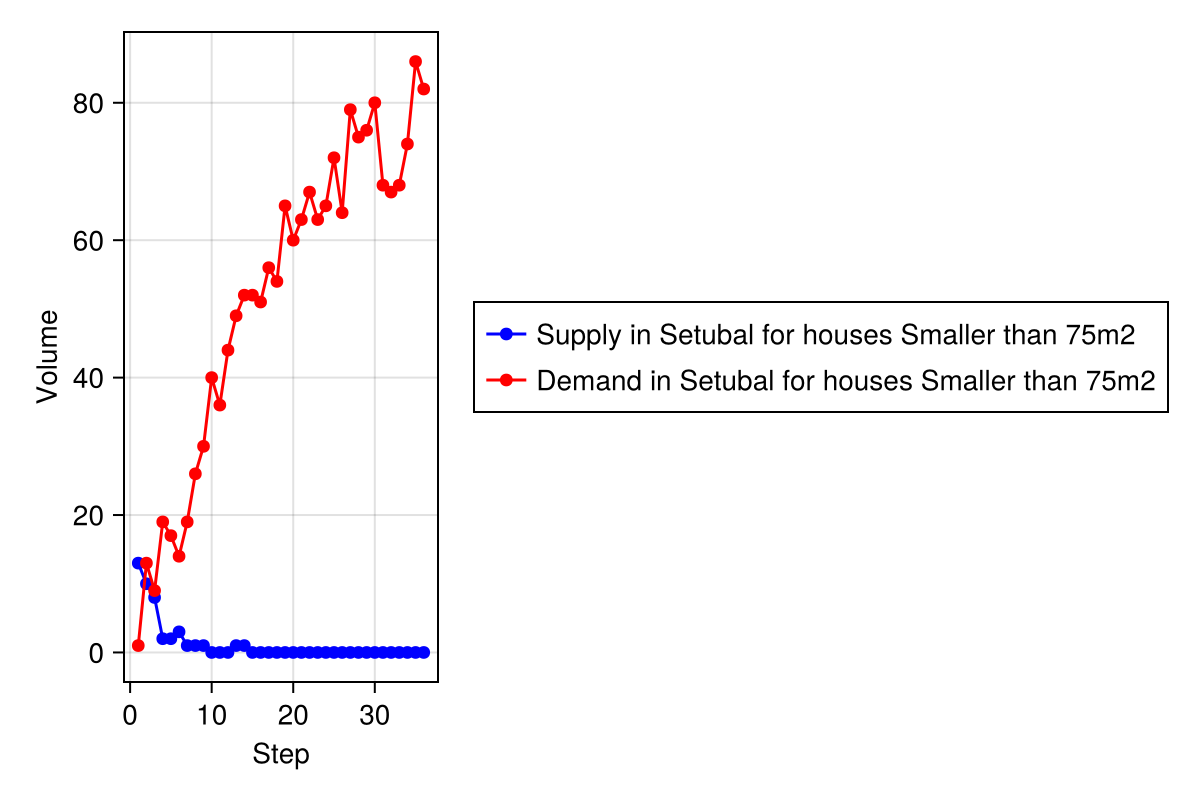 80
60
40
20
0
Volume
0 10 20 30
Step
Supply in Setubal for houses Smaller than 75m2
Demand in Setubal for houses Smaller than 75m2